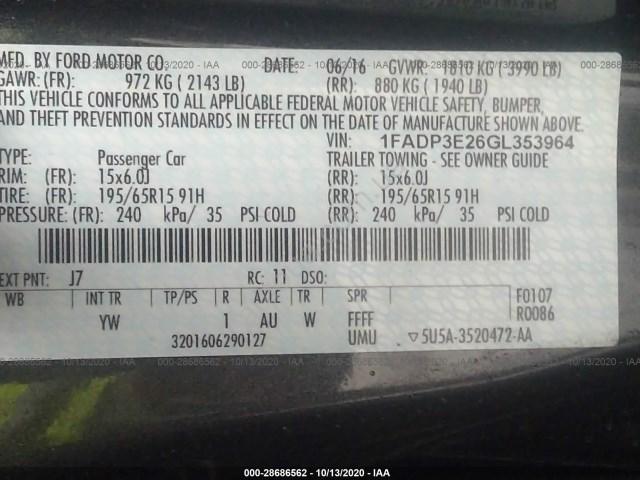 MFD. BY FORD MOTOR CO. DATE: 06/16 GVWR: 1810 KG ( 3990 LB)
GAWR: (FR): 972 KG ( 2143 LB) (RR): 880 KG ( 1940 LB)
THIS VEHICLE CONFORMS TO ALL APPLICABLE FEDERAL MOTOR VEHICLE SAFETY, BUMPER,
AND THEFT PREVENTION STANDARDS IN EFFECT ON THE DATE OF MANUFACTURE SHOWN ABOVE.
VIN: 1FADP3E26GL353964
TYPE: Passenger Car TRAILER TOWING - SEE OWNER GUIDE
RIM: (FR): 15x6.0J (RR): 15x6.0J
TIRE: (FR): 195/65R15 91H (RR): 195/65R15 91H
PRESSURE: (FR): 240 kPa/ 35 PSI COLD (RR): 240 kPa/ 35 PSI COLD
EXT PNT: J7 RC: 11 DSO:
WB INT TR TP/PS R AXLE TR SPR F0107
YW 1 AU W FFFF R0086
3201606290127 UMU ▽5U5A-3520472-AA
000-28686562 - 10/13/2020 - IAA